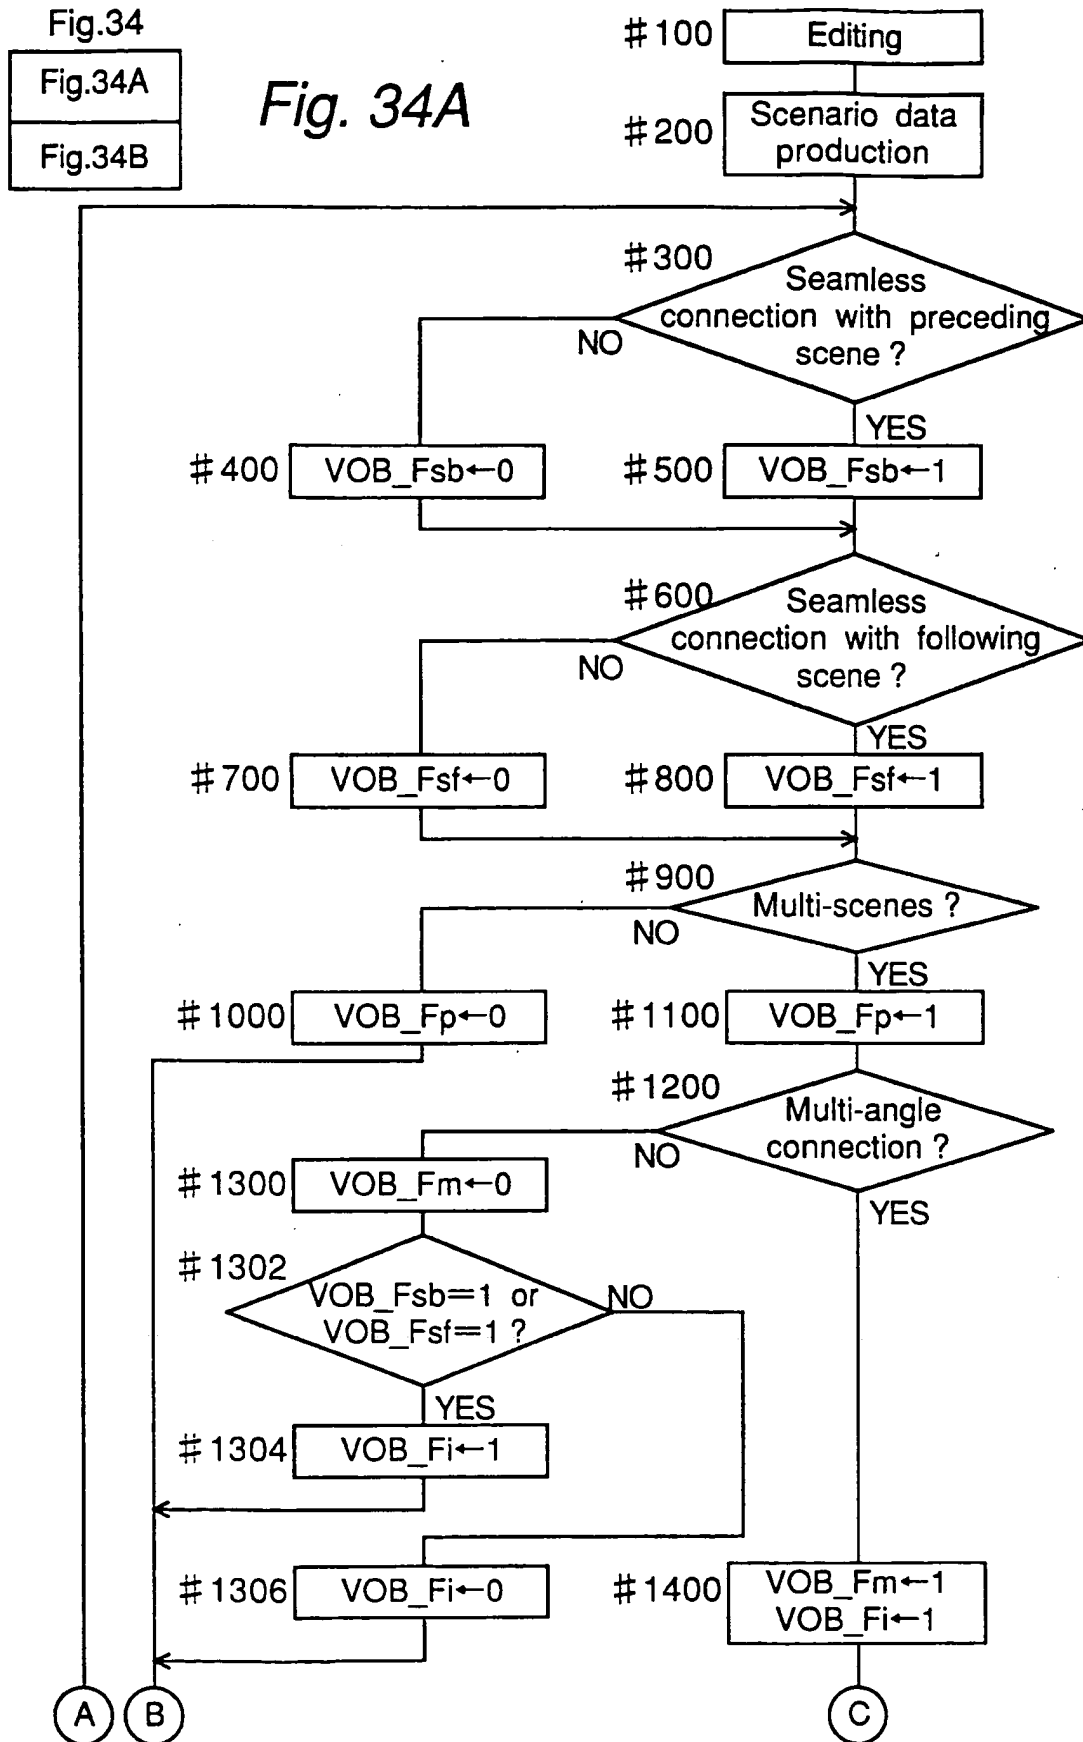 Fig.34
Fig.34A
Fig.34B
Fig. 34A
#100 Editing
#200 Scenario data
production
#300
Seamless
connection with preceding
scene ?
NO
YES
#400 VOB_Fsb←0
#500 VOB_Fsb←1
#600
Seamless
connection with following
scene ?
NO
YES
#700 VOB_Fsf←0
#800 VOB_Fsf←1
#900
Multi-scenes ?
NO
YES
#1000 VOB_Fp←0
#1100 VOB_Fp←1
#1200
Multi-angle
connection ?
NO
YES
#1300 VOB_Fm←0
#1302
VOB_Fsb=1 or
VOB_Fsf=1 ?
NO
YES
#1304 VOB_Fi←1
#1306 VOB_Fi←0
#1400 VOB_Fm←1
VOB_Fi←1
A B C